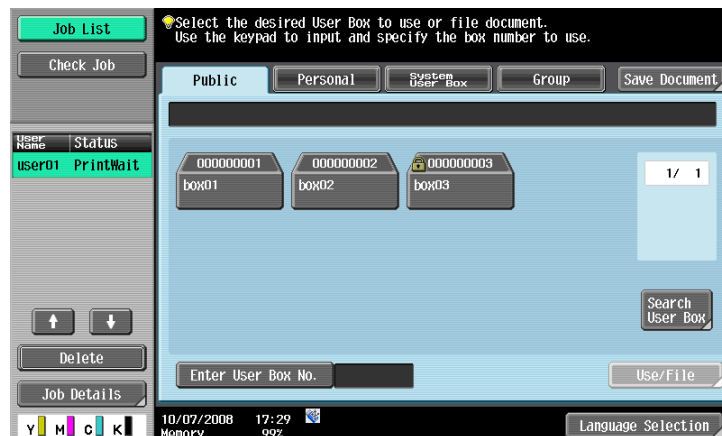 Job List
Check Job
User Name Status
user01 PrintWait
Delete
Job Details
Y M C K
Select the desired User Box to use or file document.
Use the keypad to input and specify the box number to use.
Public Personal System User Box Group Save Document
000000001 000000002 000000003
box01 box02 box03
1/ 1
Search
User Box
Enter User Box No.
Use/File
10/07/2008 17:29
Memory 99%
Language Selection